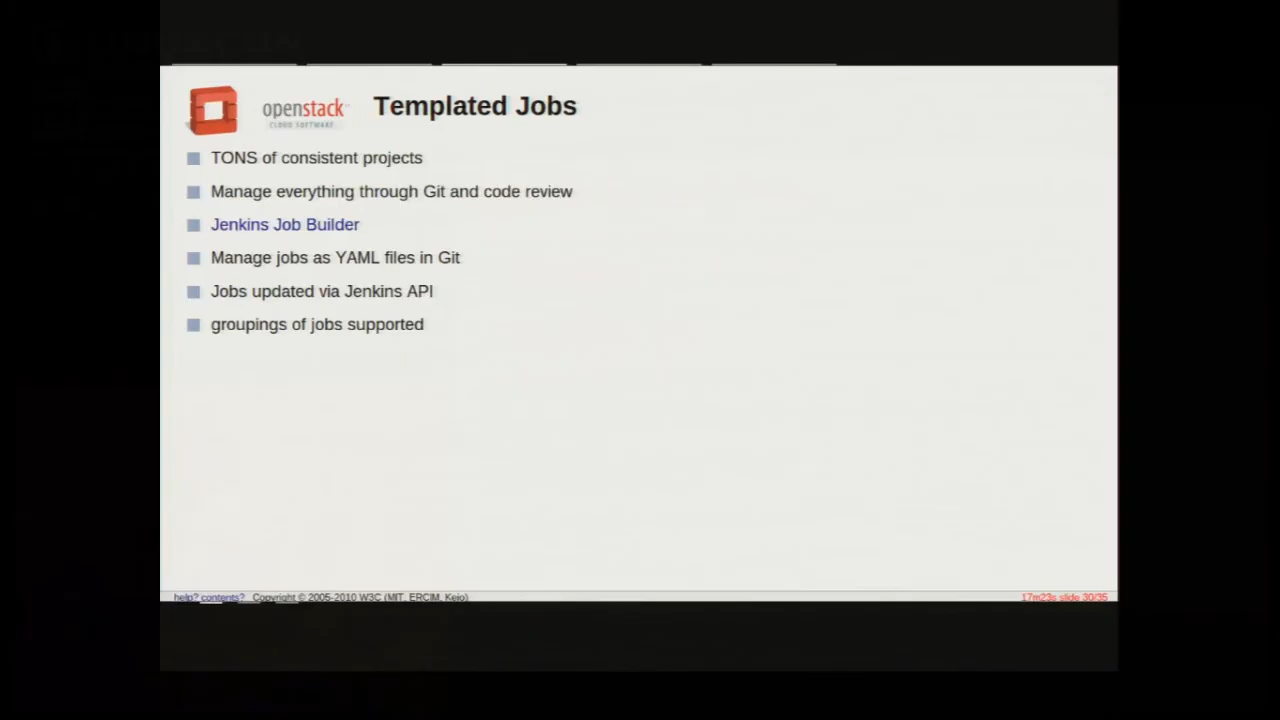 openstack
CLOUD SOFTWARE
Templated Jobs
TONS of consistent projects
Manage everything through Git and code review
Jenkins Job Builder
Manage jobs as YAML files in Git
Jobs updated via Jenkins API
groupings of jobs supported
help? contents? Copyright © 2005-2010 W3C (MIT, ERCIM, Keio)
17m23s slide 30/35